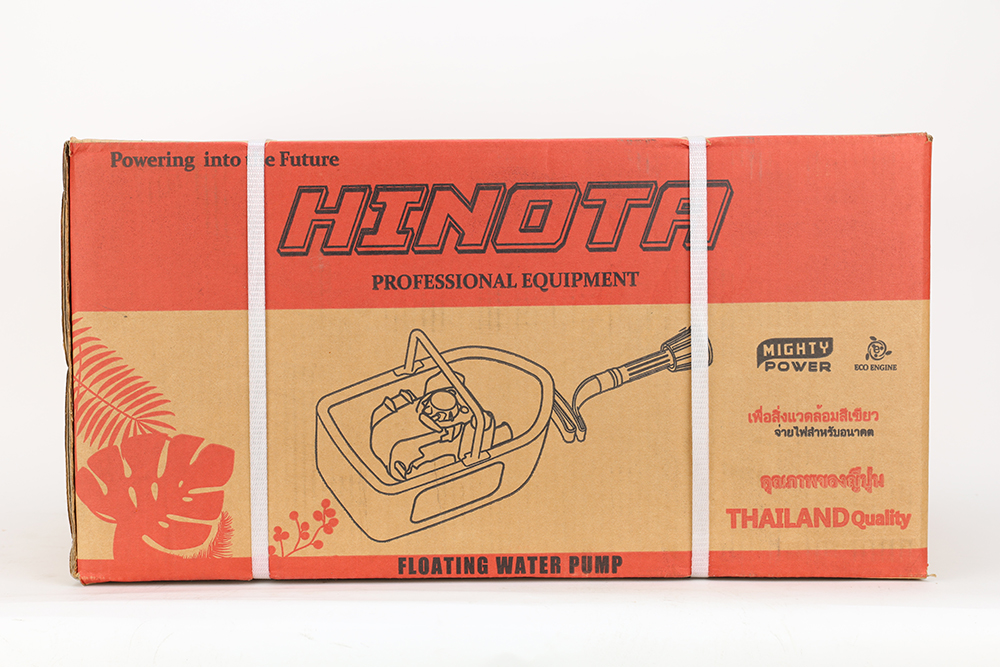 Powering into the Future
HINOTA
PROFESSIONAL EQUIPMENT
MIGHTY
POWER
ECO ENGINE
เพื่อสิ่งแวดล้อมสีเขียว
จ่ายไฟสำหรับอนาคต
คุณภาพของญี่ปุ่น
THAILAND Quality
FLOATING WATER PUMP